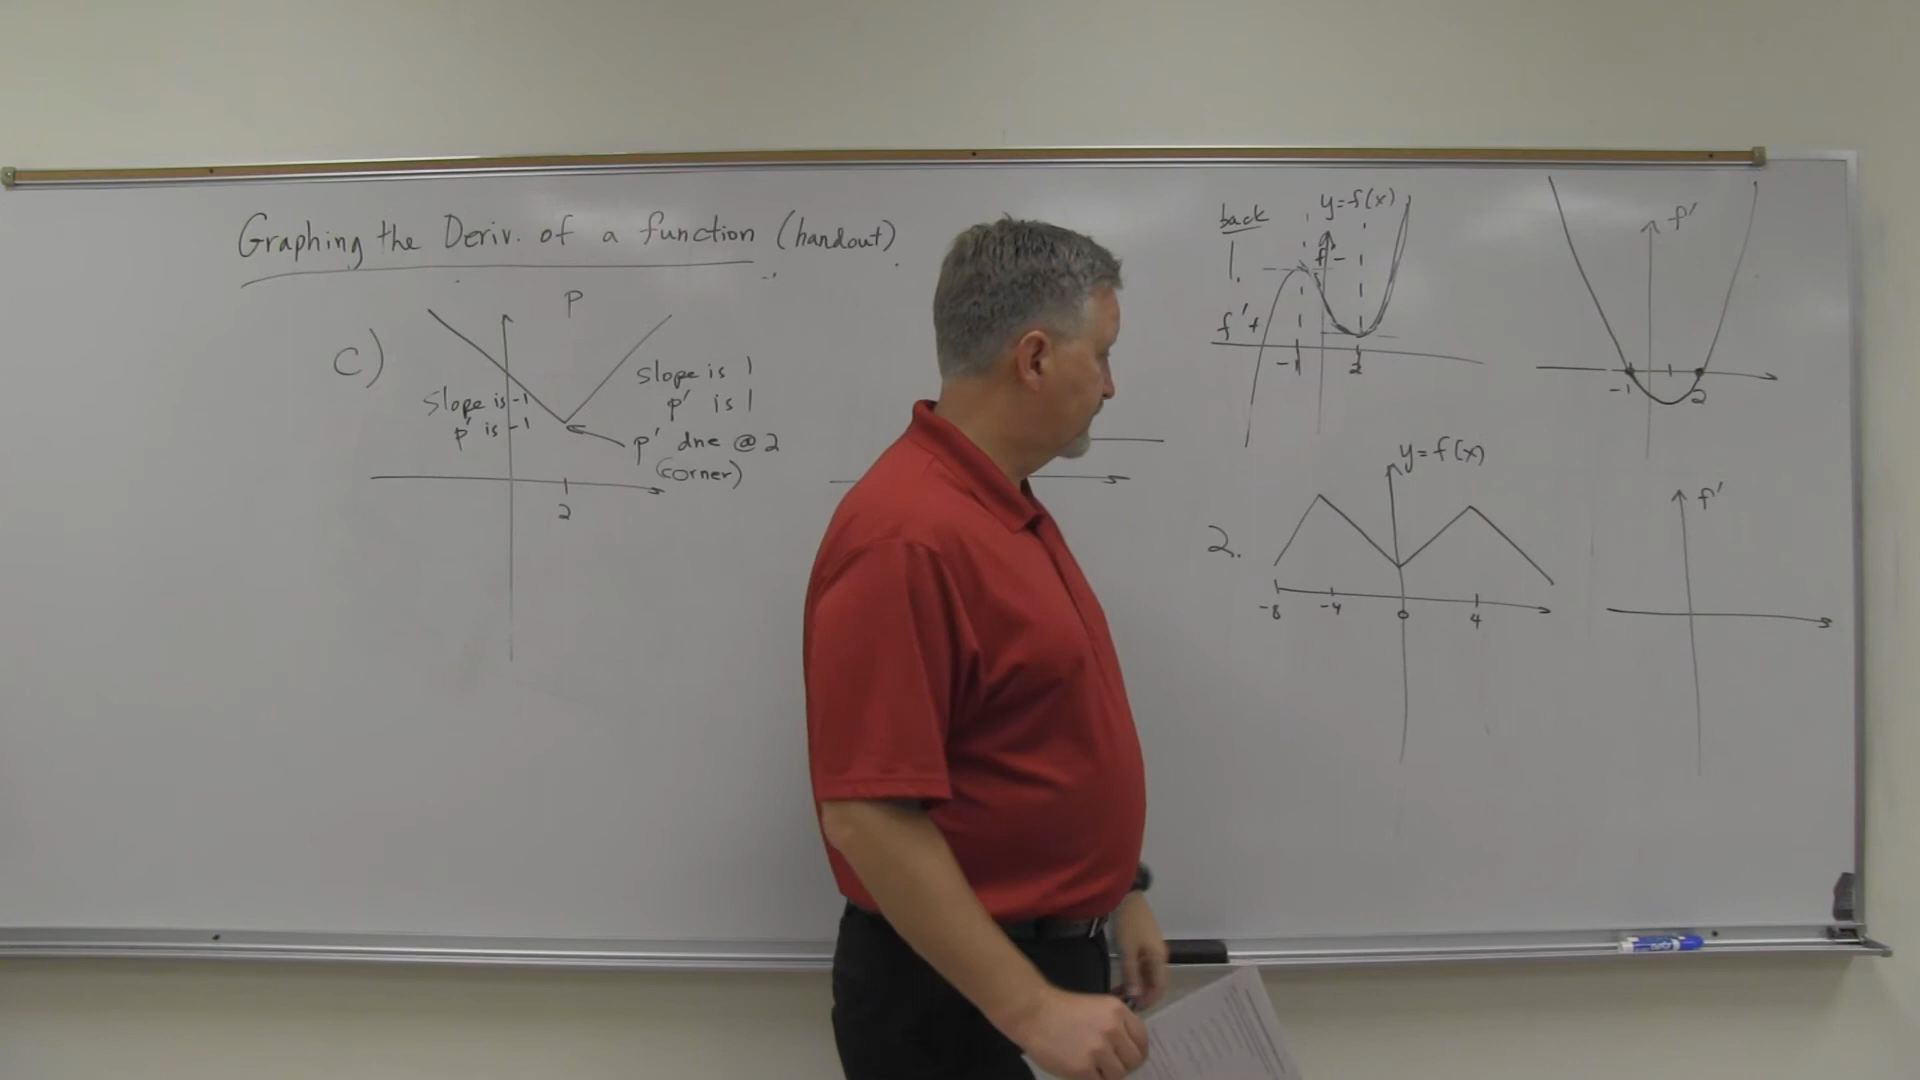 Graphing the Deriv. of a function (handout)
C)
P
Slope is -1
p' is -1
Slope is 1
p' is 1
p' dne @ 2
(corner)
2
back
1.
y=f(x)
f'+
f'-
-1
2
f'
-1
2
2.
y=f(x)
-8
-4
0
4
f'